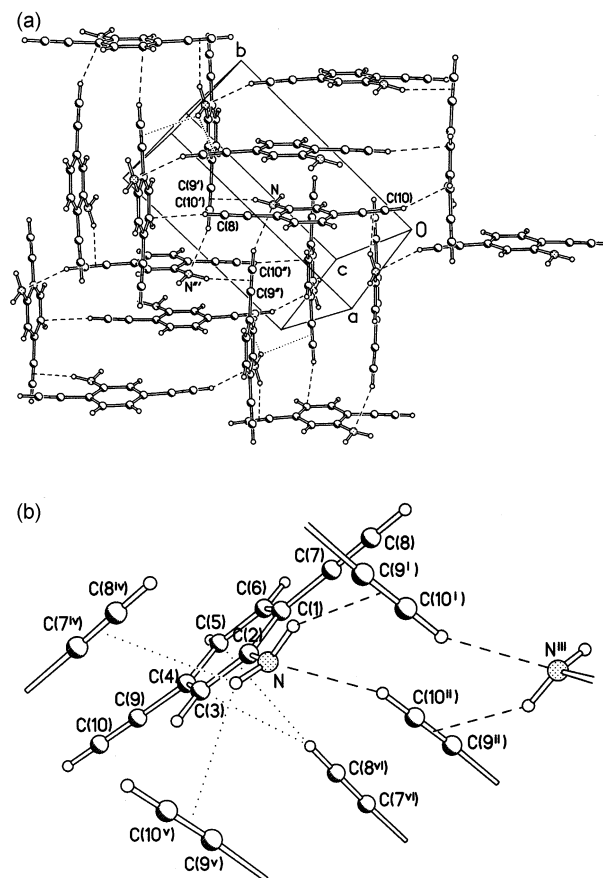 (a)
b
C(9')
C(10')
N
C(10)
C(8)
O
C(10")
N"'
c
C(9")
a
(b)
C(8)
C(7)
C(8iv)
C(9I)
C(6)
C(7iv)
C(1)
C(10I)
C(5)
C(2)
NIII
C(4)
N
C(9)
C(3)
C(10II)
C(10)
C(9II)
C(8VI)
C(7VI)
C(10V)
C(9V)